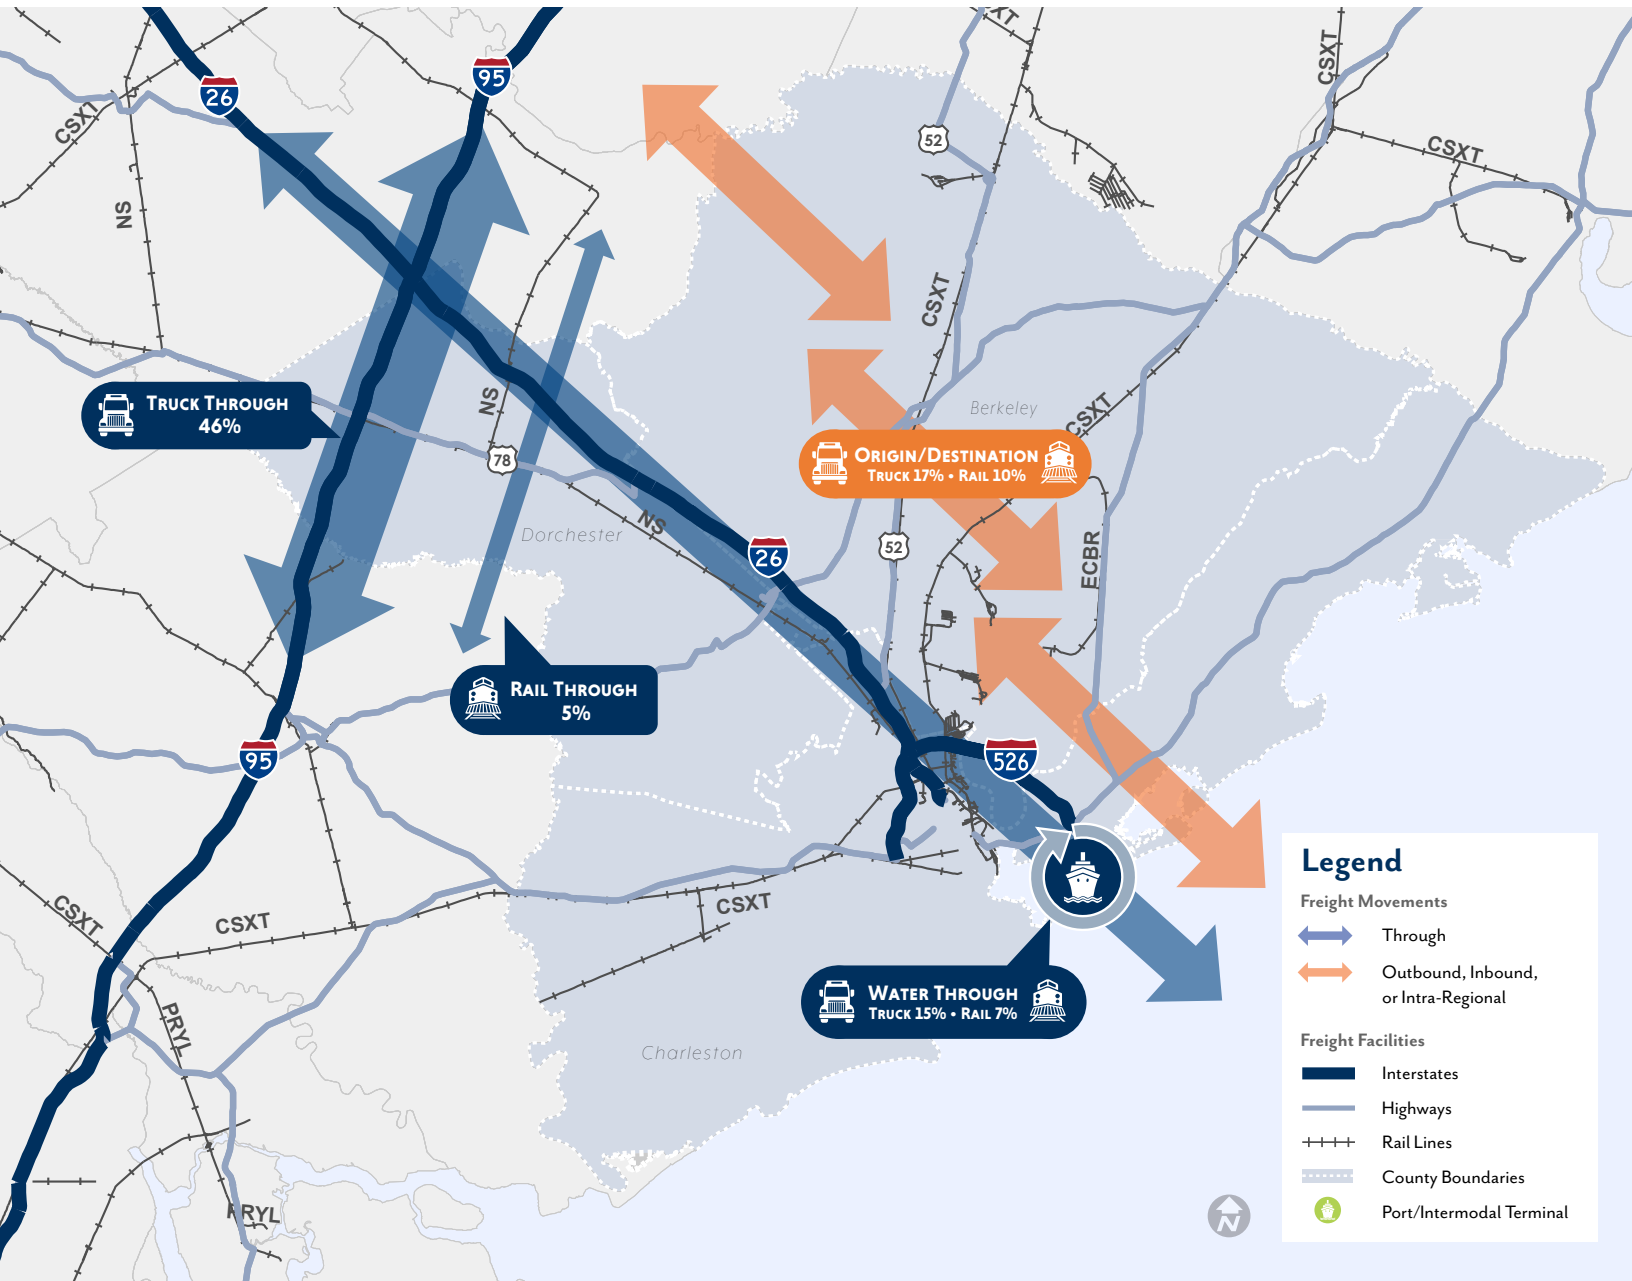 XT
CSXT
95
26
CSXT
CSXT
52
NS
CSXT
Berkeley
TRUCK THROUGH
46%
NS
CSXT
78
ORIGIN/DESTINATION
TRUCK 17% • RAIL 10%
NS
Dorchester
26
52
ECBR
RAIL THROUGH
5%
95
526
CSXT
CSXT
CSXT
WATER THROUGH
TRUCK 15% • RAIL 7%
PRYL
Charleston
PRYL
N
Legend
Freight Movements
Through
Outbound, Inbound,
or Intra-Regional
Freight Facilities
Interstates
Highways
Rail Lines
County Boundaries
Port/Intermodal Terminal